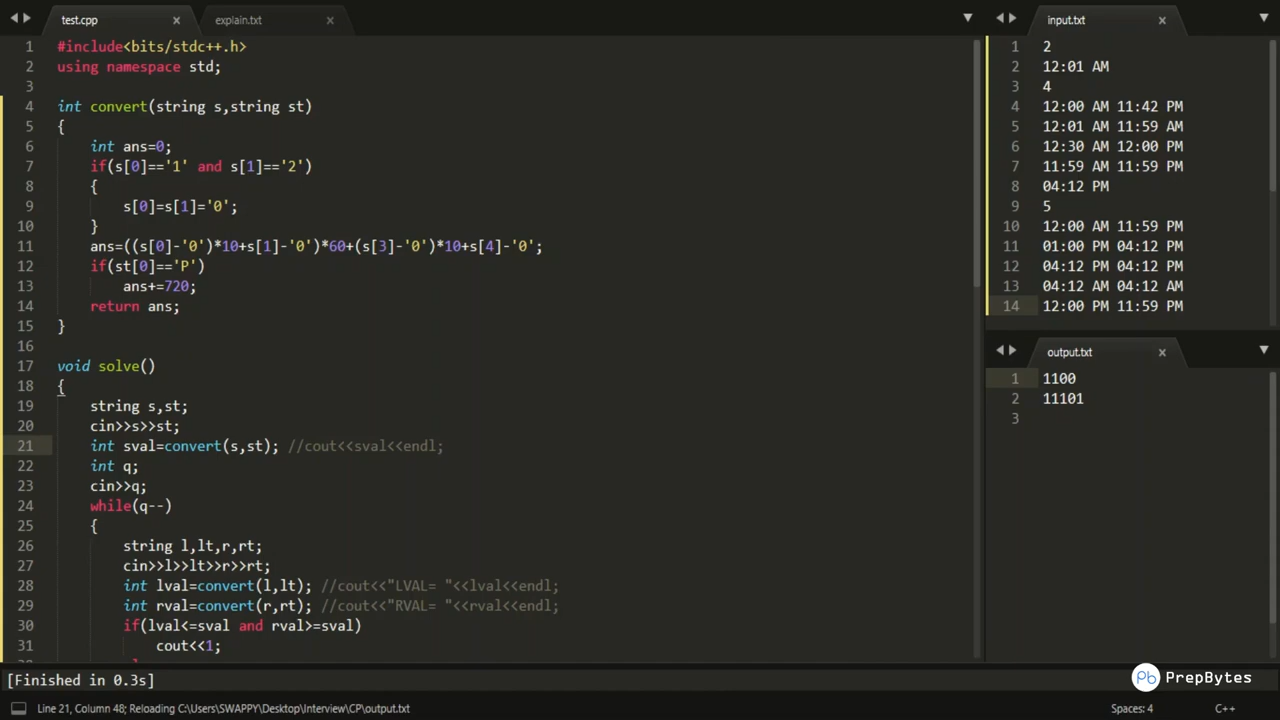 test.cpp
explain.txt
1 #include<bits/stdc++.h>
2 using namespace std;
3
4 int convert(string s,string st)
5 {
6 int ans=0;
7 if(s[0]=='1' and s[1]=='2')
8 {
9 s[0]=s[1]='0';
10 }
11 ans=((s[0]-'0')*10+s[1]-'0')*60+(s[3]-'0')*10+s[4]-'0';
12 if(st[0]=='P')
13 ans+=720;
14 return ans;
15 }
16
17 void solve()
18 {
19 string s,st;
20 cin>>s>>st;
21 int sval=convert(s,st); //cout<<sval<<endl;
22 int q;
23 cin>>q;
24 while(q--)
25 {
26 string l,lt,r,rt;
27 cin>>l>>lt>>r>>rt;
28 int lval=convert(l,lt); //cout<<"LVAL= "<<lval<<endl;
29 int rval=convert(r,rt); //cout<<"RVAL= "<<rval<<endl;
30 if(lval<=sval and rval>=sval)
31 cout<<1;
input.txt
1 2
2 12:01 AM
3 4
4 12:00 AM 11:42 PM
5 12:01 AM 11:59 AM
6 12:30 AM 12:00 PM
7 11:59 AM 11:59 PM
8 04:12 PM
9 5
10 12:00 AM 11:59 PM
11 01:00 PM 04:12 PM
12 04:12 PM 04:12 PM
13 04:12 AM 04:12 AM
14 12:00 PM 11:59 PM
output.txt
1 1100
2 11101
3
[Finished in 0.3s]
Pb PrepBytes
Line 21, Column 48; Reloading C:\Users\SWAPPY\Desktop\Interview\CP\output.txt
Spaces: 4
C++